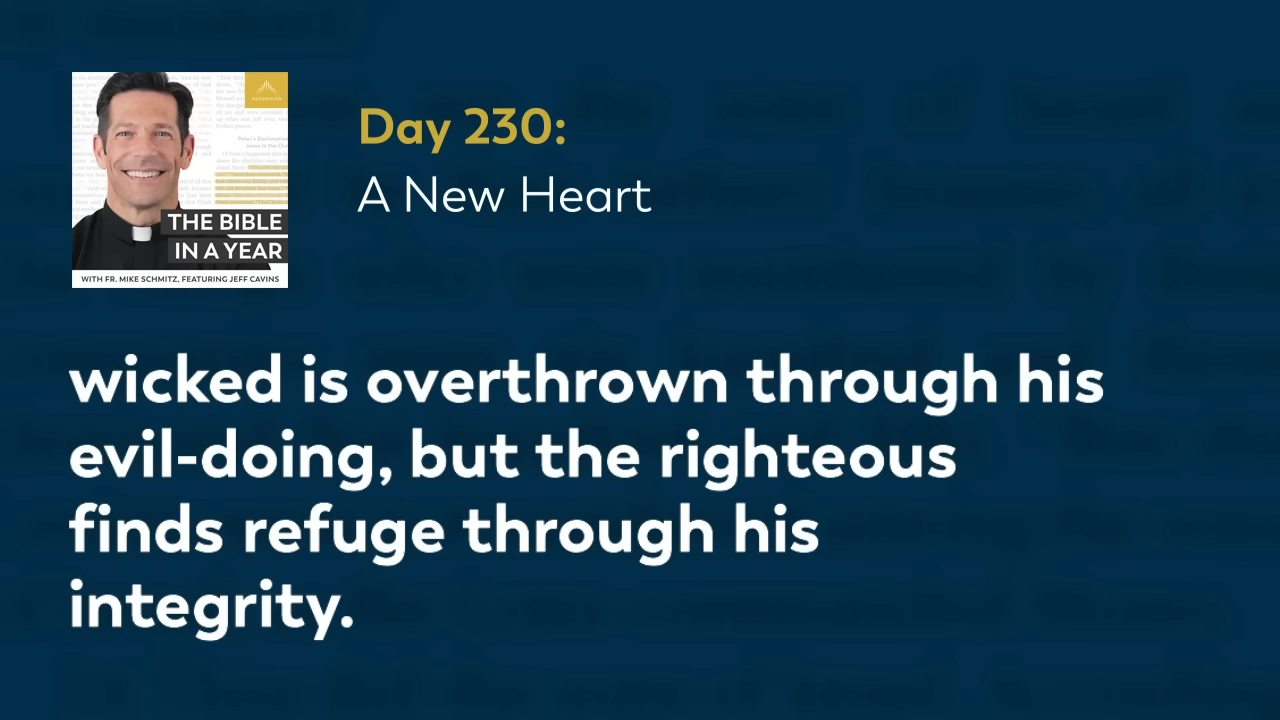 ASCENSION
Day 230:
A New Heart
THE BIBLE
IN A YEAR
WITH FR. MIKE SCHMITZ, FEATURING JEFF CAVINS
wicked is overthrown through his
evil-doing, but the righteous
finds refuge through his
integrity.